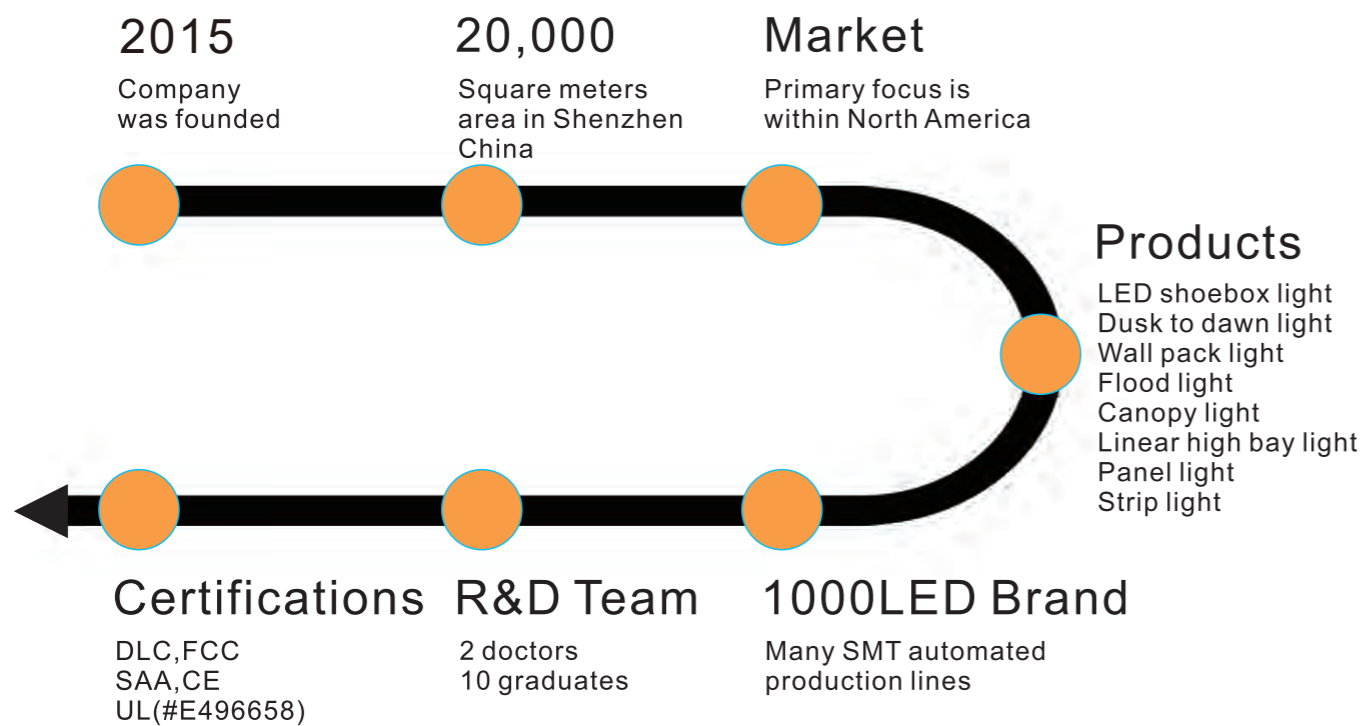 2015
Company
was founded
20,000
Square meters
area in Shenzhen
China
Market
Primary focus is
within North America
Products
LED shoebox light
Dusk to dawn light
Wall pack light
Flood light
Canopy light
Linear high bay light
Panel light
Strip light
1000LED Brand
Many SMT automated
production lines
R&D Team
2 doctors
10 graduates
Certifications
DLC,FCC
SAA,CE
UL(#E496658)